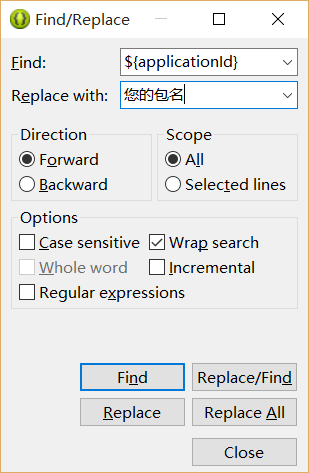 Find/Replace
Find: ${applicationId}
Replace with: 您的包名
Direction Scope
Forward All
Backward Selected lines
Options
Case sensitive Wrap search
Whole word Incremental
Regular expressions
Find Replace/Find
Replace Replace All
Close